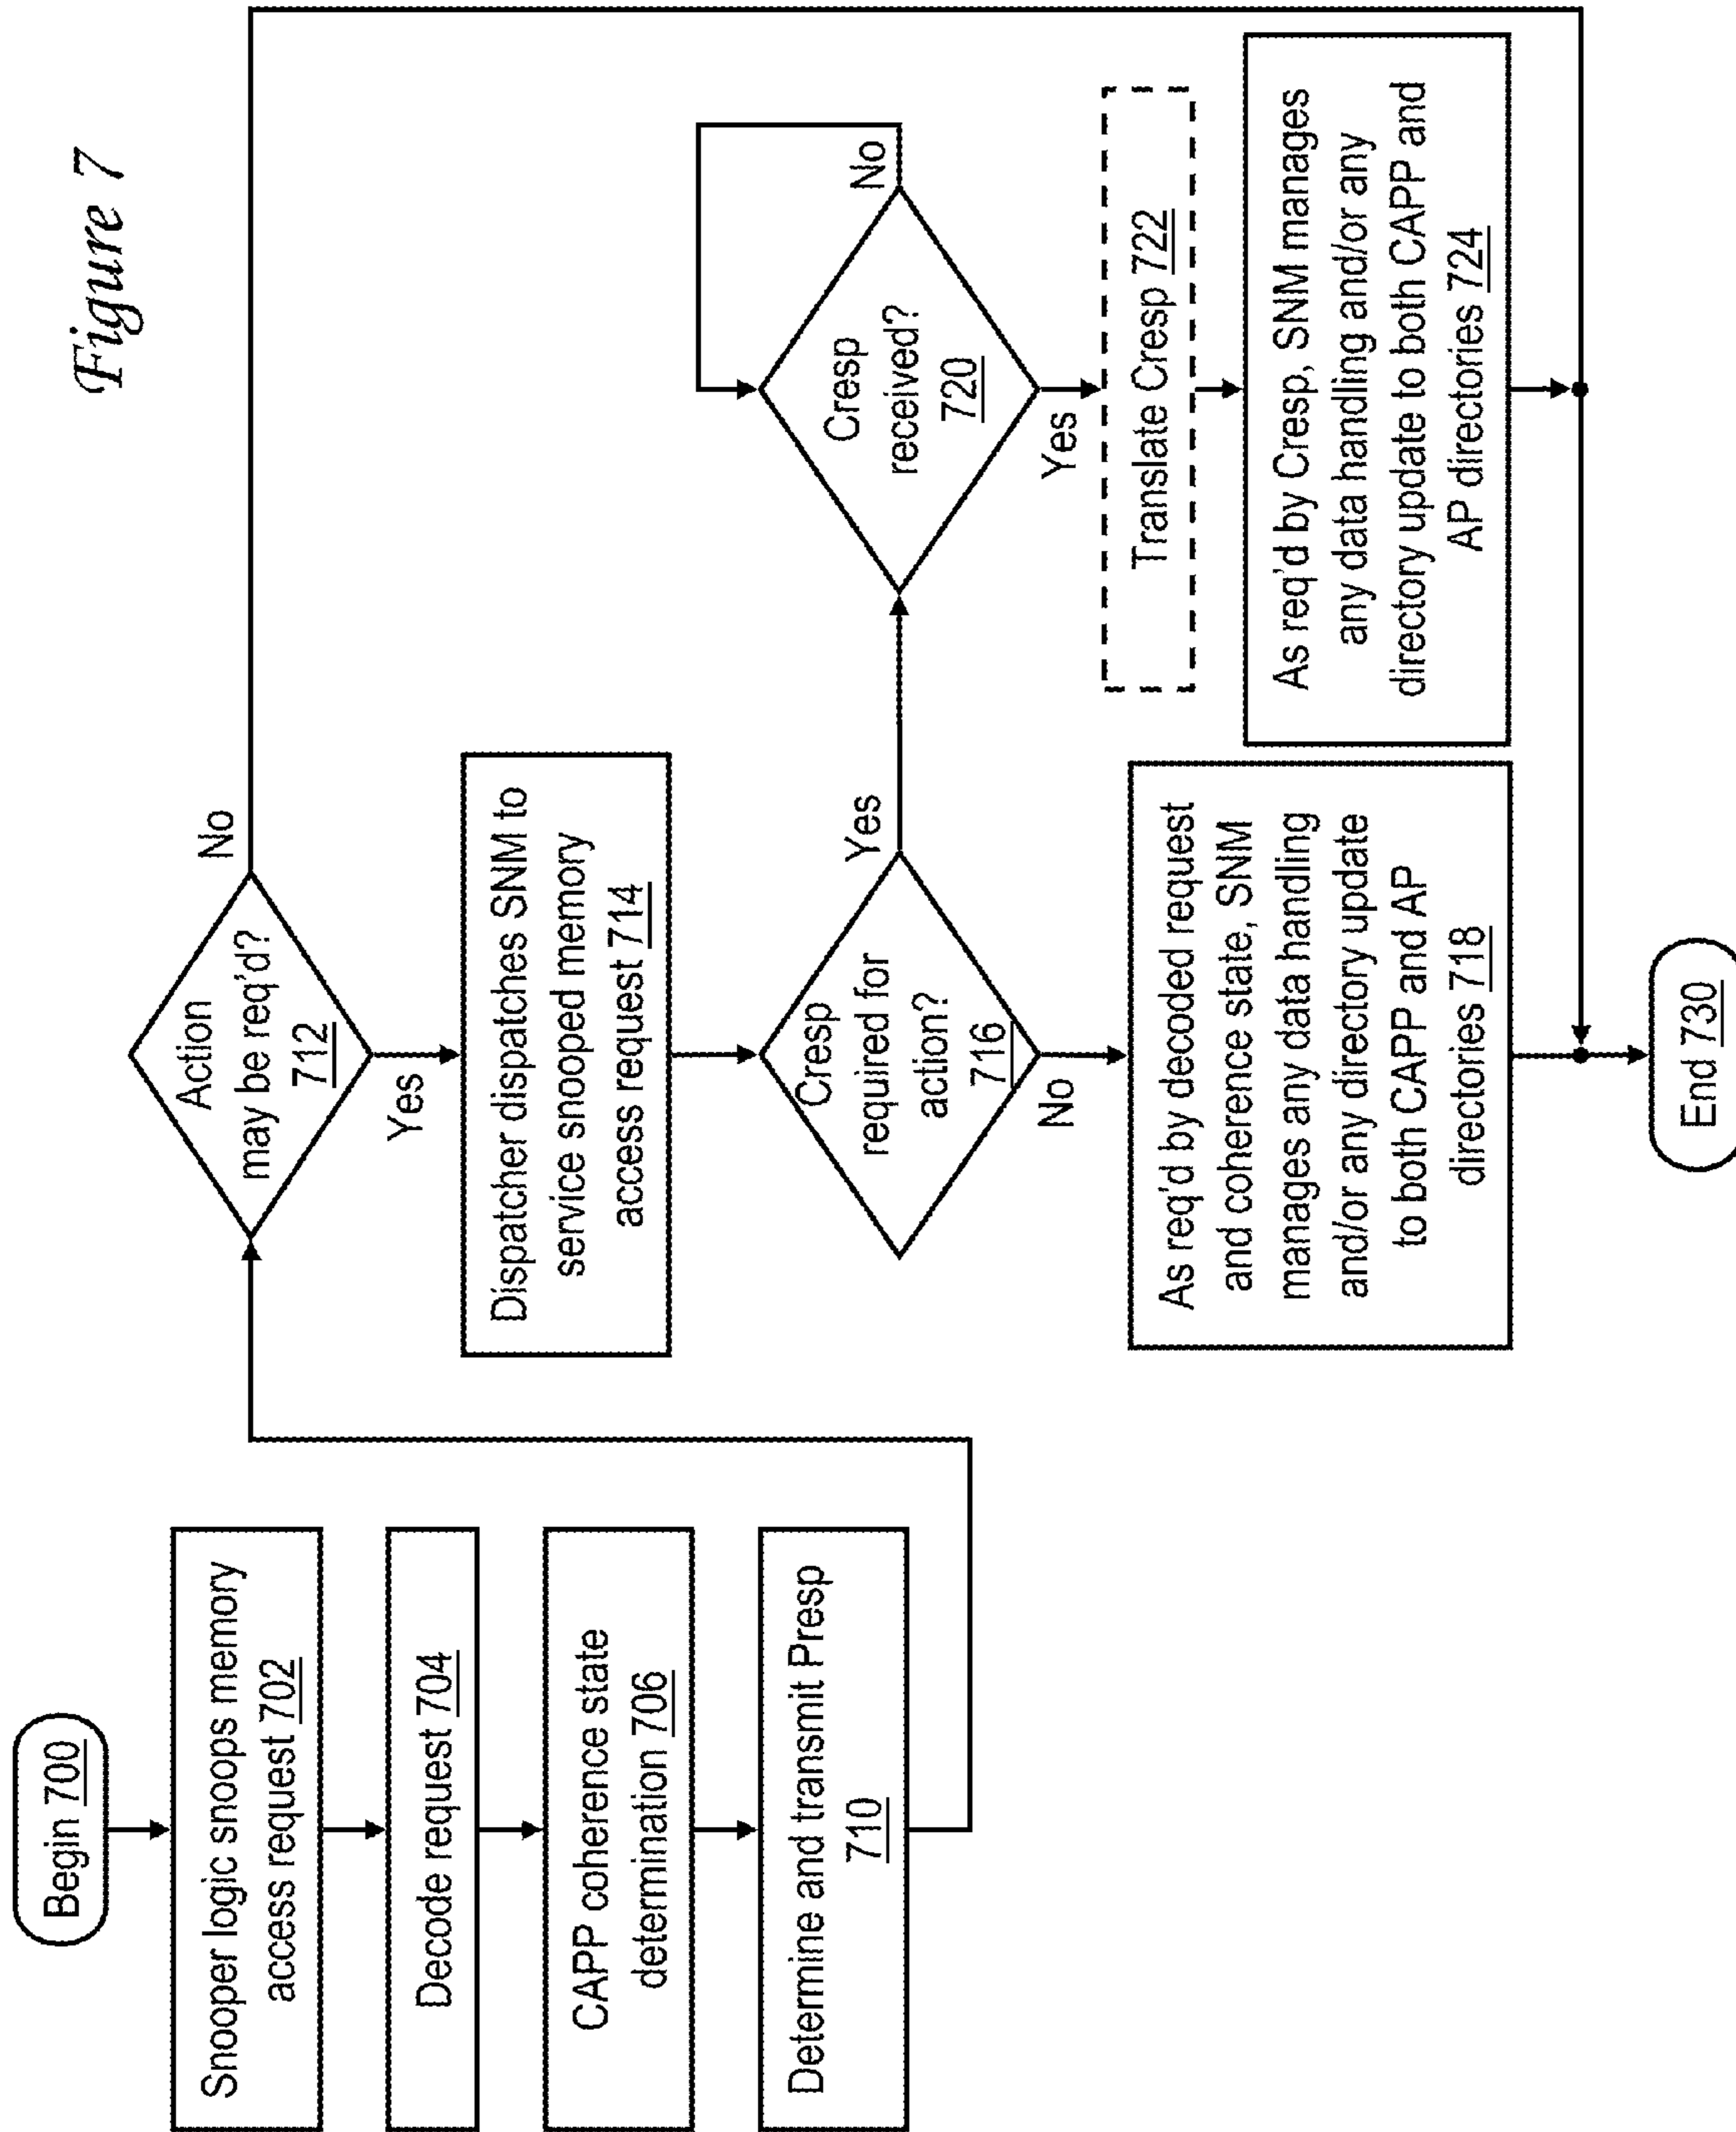 Figure 7
Begin 700
Snooper logic snoops memory
access request 702
Decode request 704
CAPP coherence state
determination 706
Determine and transmit Presp
710
Action
may be req'd?
712
No
Yes
Dispatcher dispatches SNM to
service snooped memory
access request 714
Cresp
required for
action?
716
Yes
No
As req'd by decoded request
and coherence state, SNM
manages any data handling
and/or any directory update
to both CAPP and AP
directories 718
Cresp
received?
720
No
Yes
Translate Cresp 722
As req'd by Cresp, SNM manages
any data handling and/or any
directory update to both CAPP and
AP directories 724
End 730